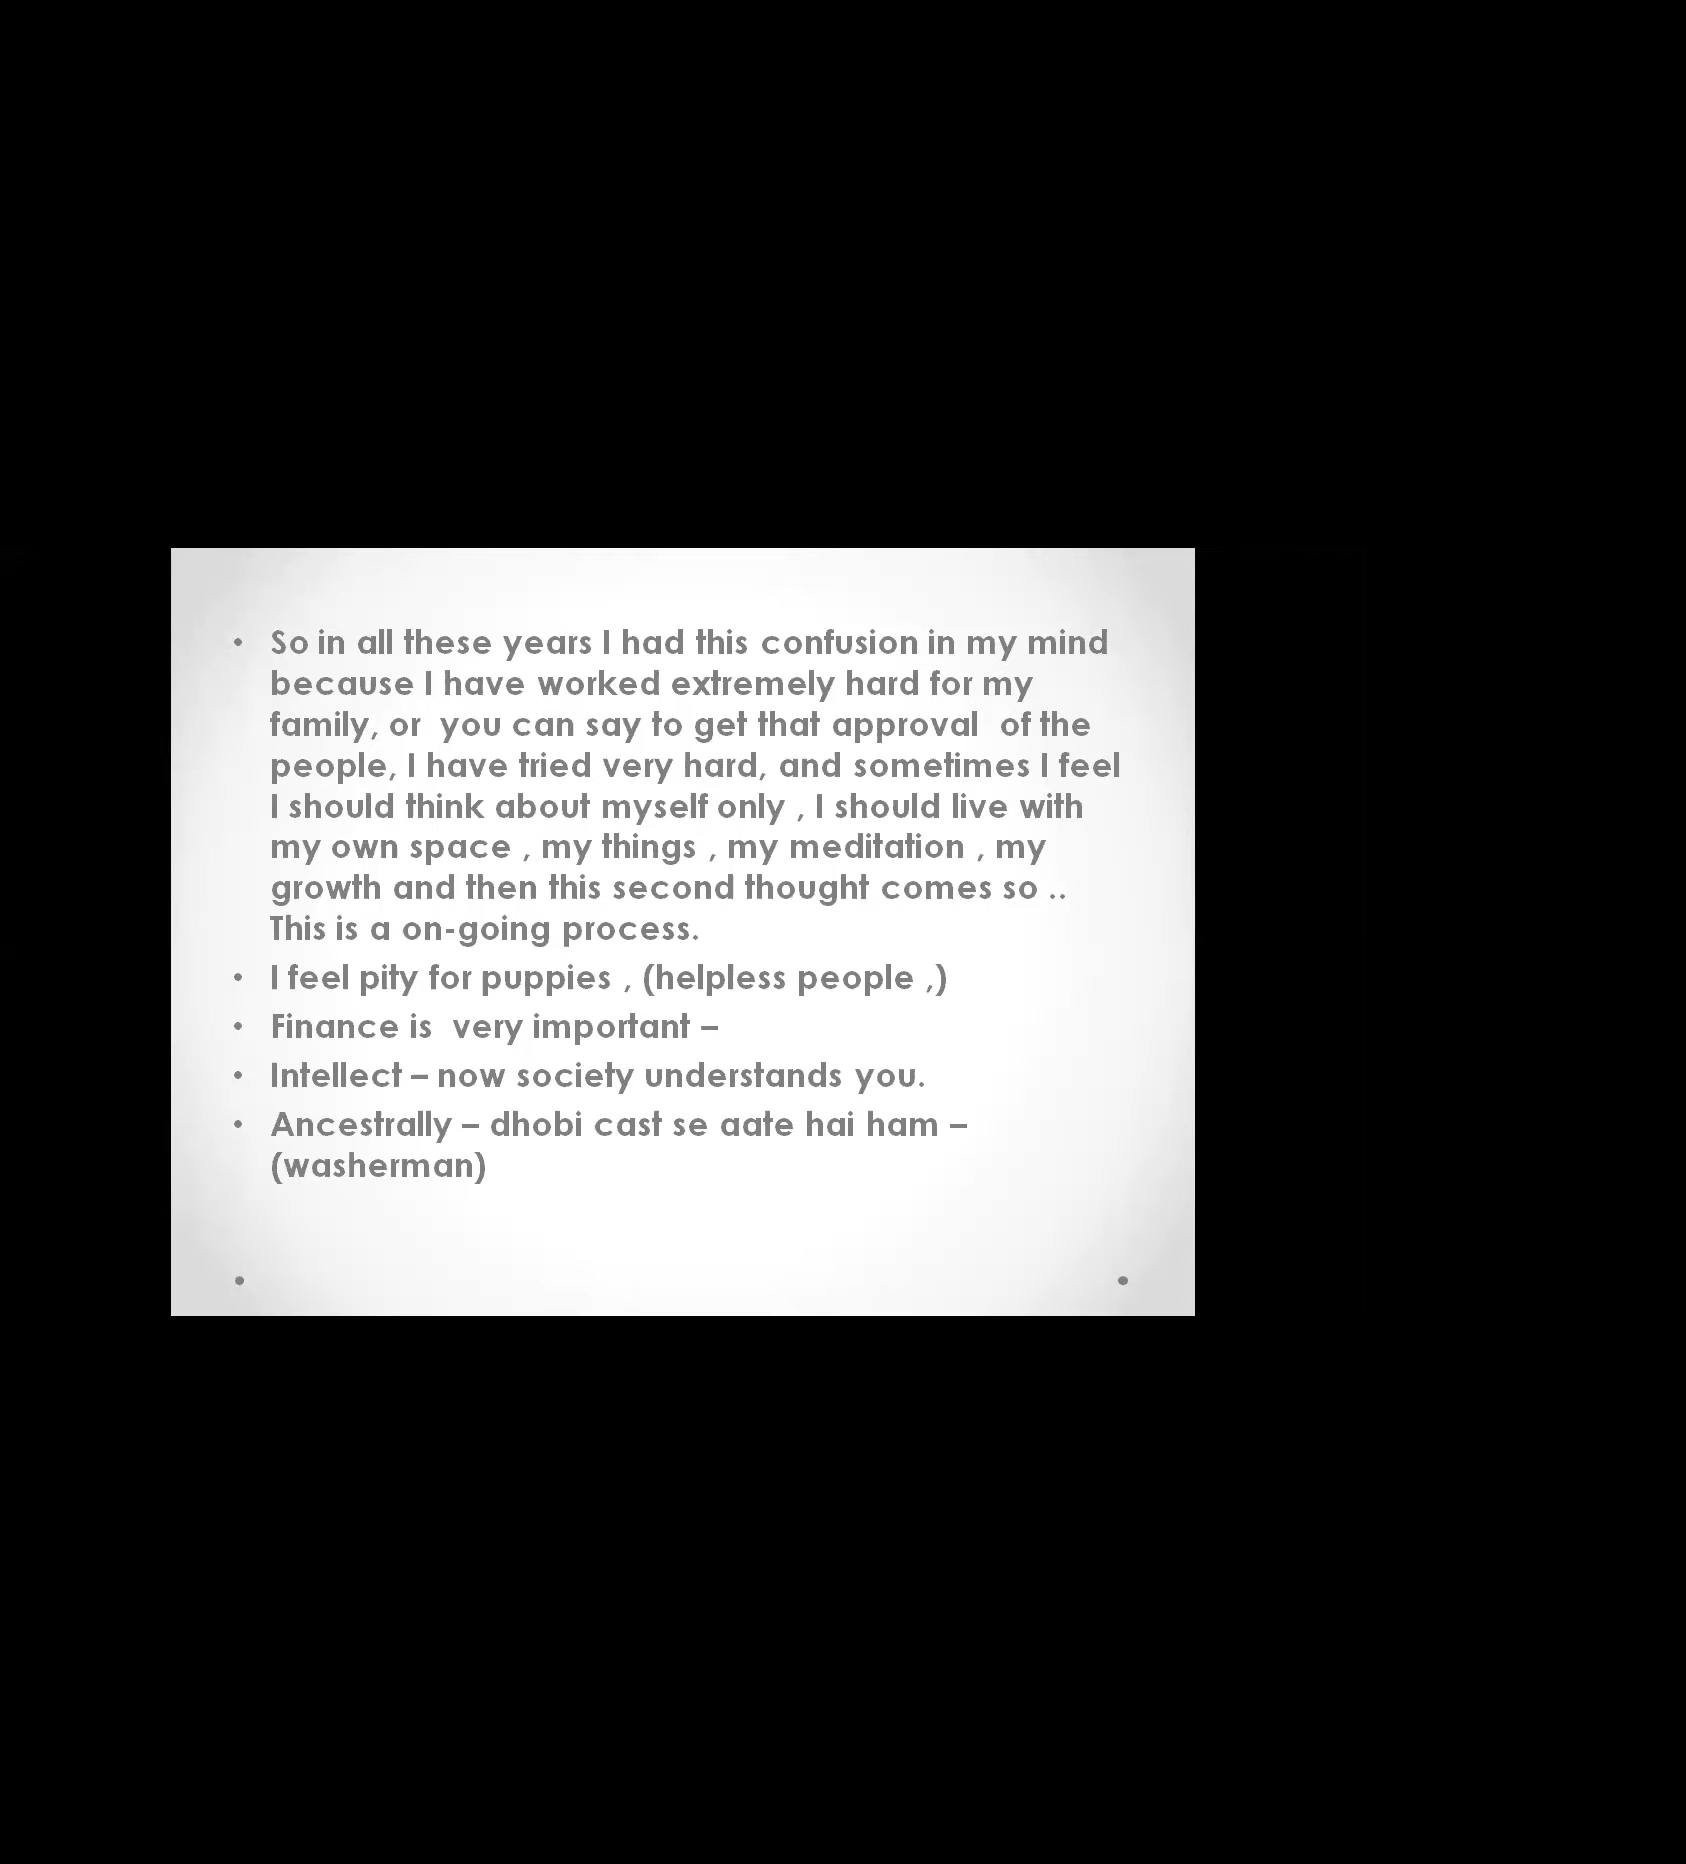 • So in all these years I had this confusion in my mind
because I have worked extremely hard for my
family, or  you can say to get that approval  of the
people, I have tried very hard, and sometimes I feel
I should think about myself only , I should live with
my own space , my things , my meditation , my
growth and then this second thought comes so ..
This is a on-going process.
• I feel pity for puppies , (helpless people ,)
• Finance is  very important –
• Intellect – now society understands you.
• Ancestrally – dhobi cast se aate hai ham –
(washerman)